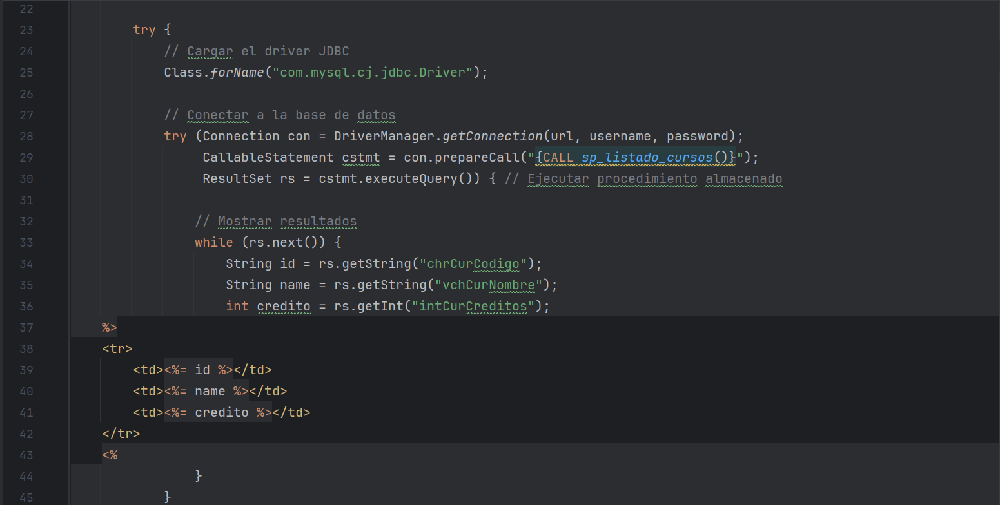 22
23 try {
24 // Cargar el driver JDBC
25 Class.forName("com.mysql.cj.jdbc.Driver");
26
27 // Conectar a la base de datos
28 try (Connection con = DriverManager.getConnection(url, username, password);
29 CallableStatement cstmt = con.prepareCall("{CALL sp_listado_cursos()}");
30 ResultSet rs = cstmt.executeQuery()) { // Ejecutar procedimiento almacenado
31
32 // Mostrar resultados
33 while (rs.next()) {
34 String id = rs.getString("chrCurCodigo");
35 String name = rs.getString("vchCurNombre");
36 int credito = rs.getInt("intCurCreditos");
37 %>
38 <tr>
39 <td><%= id %></td>
40 <td><%= name %></td>
41 <td><%= credito %></td>
42 </tr>
43 <%
44 }
45 }